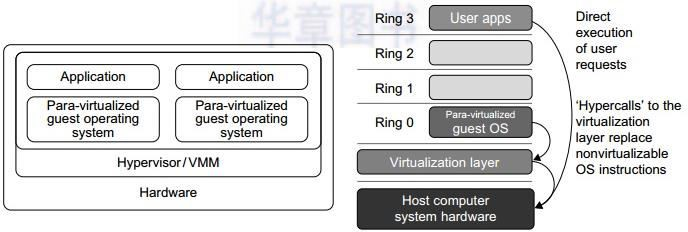 华章图书
Application
Application
Para-virtualized
guest operating
system
Para-virtualized
guest operating
system
Hypervisor/VMM
Hardware
Ring 3
User apps
Ring 2
Ring 1
Ring 0
Para-virtualized
guest OS
Virtualization layer
Host computer
system hardware
Direct
execution
of user
requests
‘Hypercalls’ to the
virtualization
layer replace
nonvirtualizable
OS instructions